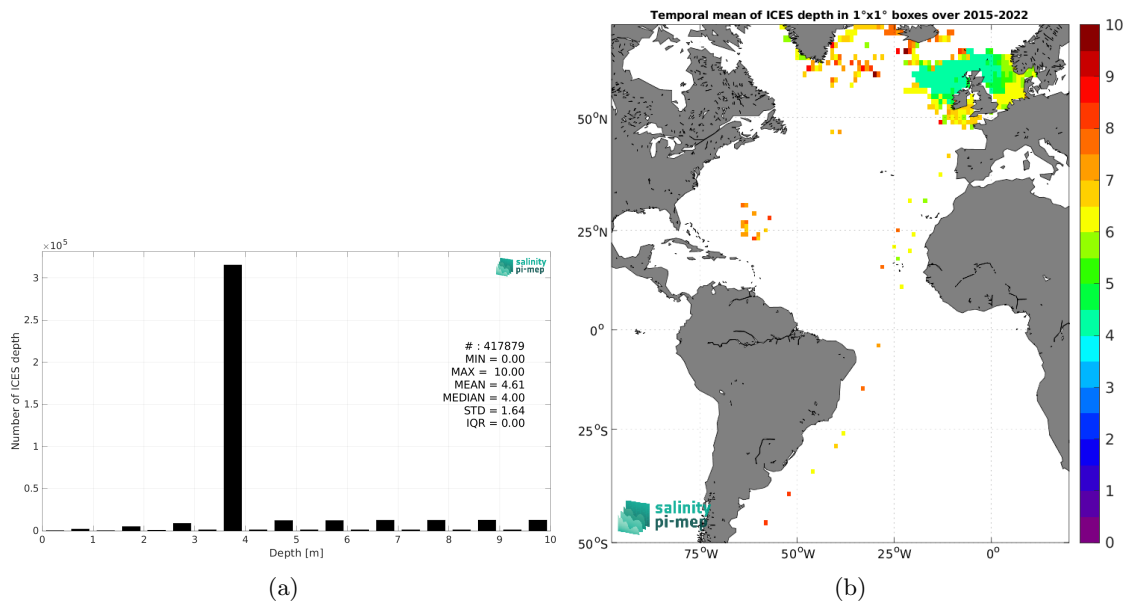 Temporal mean of ICES depth in 1°x1° boxes over 2015-2022
×10⁵
3
2.5
2
1.5
1
0.5
0
Number of ICES depth
salinity
pi-mep
# : 417879
MIN = 0.00
MAX = 10.00
MEAN = 4.61
MEDIAN = 4.00
STD = 1.64
IQR = 0.00
0 1 2 3 4 5 6 7 8 9 10
Depth [m]
(a)
50°N
25°N
0°
25°S
50°S
75°W 50°W 25°W 0°
salinity
pi-mep
10
9
8
7
6
5
4
3
2
1
0
(b)